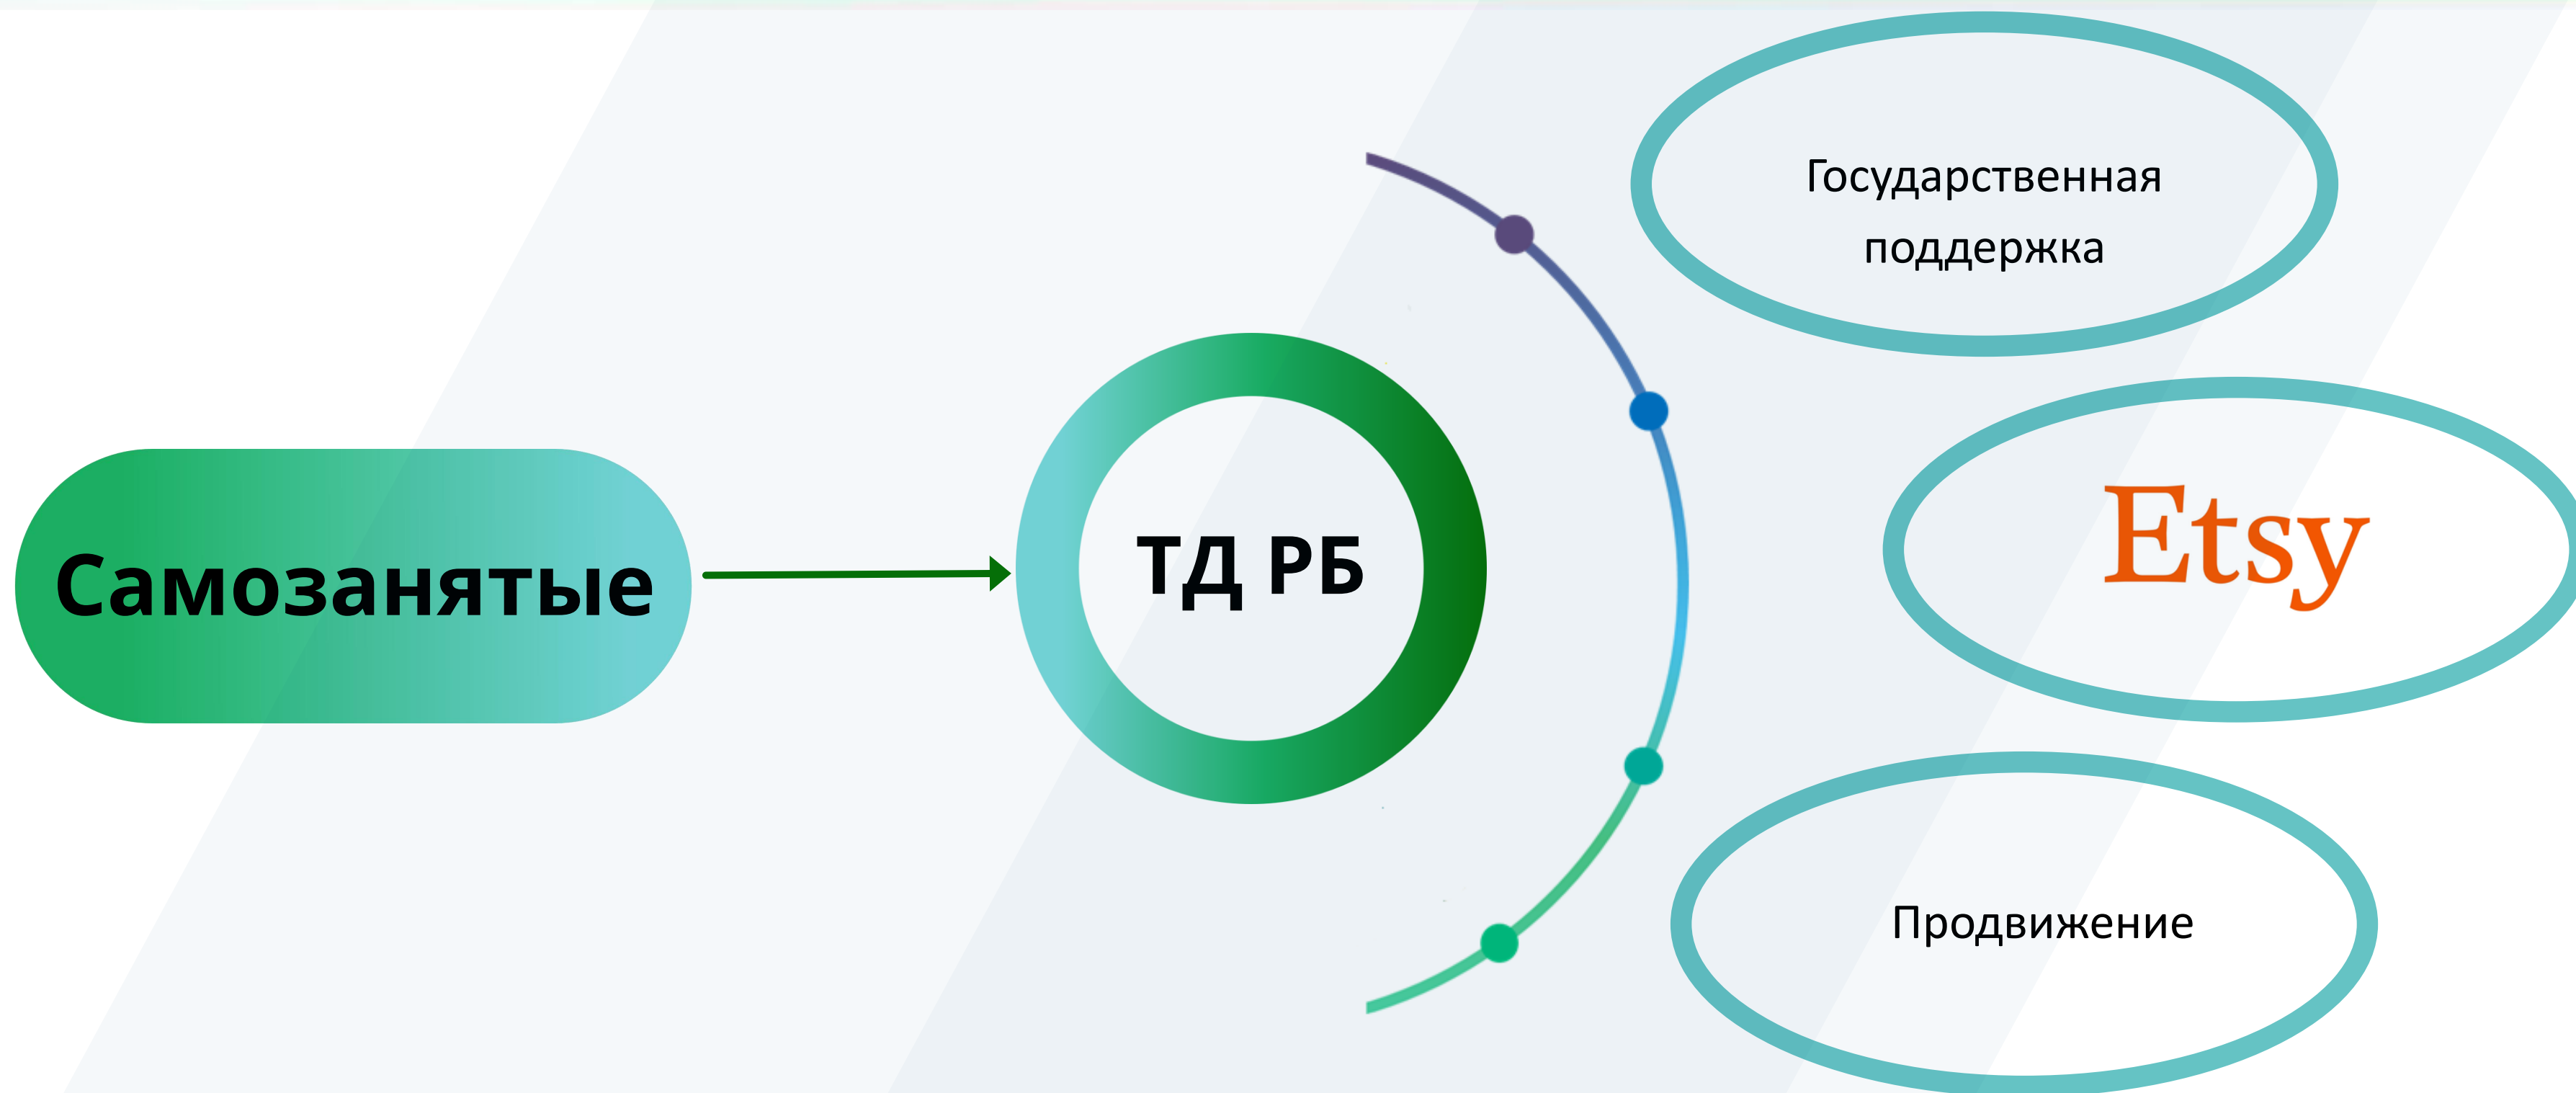 Самозанятые
ТД РБ
Государственная
поддержка
Etsy
Продвижение